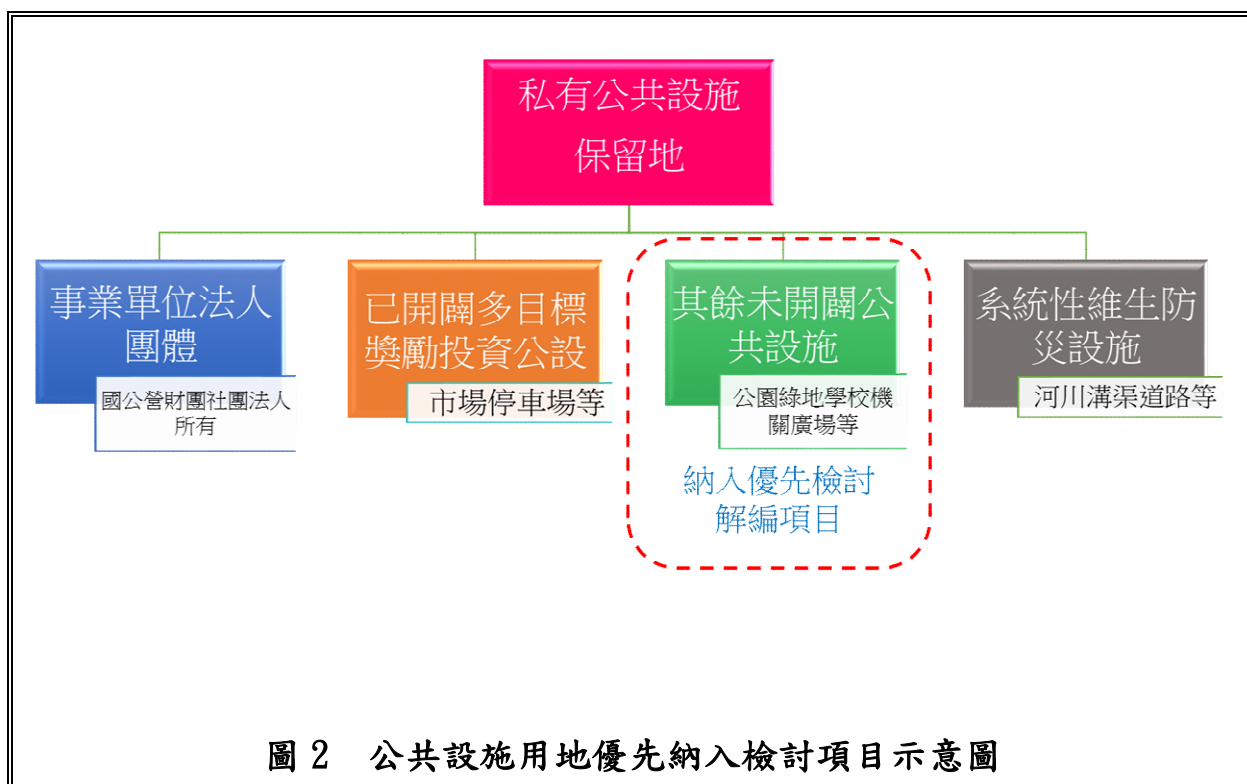 私有公共設施
保留地
事業單位法人
團體
國公營財團社團法人
所有
已開闢多目標
獎勵投資公設
市場停車場等
其餘未開闢公
共設施
公園綠地學校機
關廣場等
納入優先檢討
解編項目
系統性維生防
災設施
河川溝渠道路等
圖 2 公共設施用地優先納入檢討項目示意圖